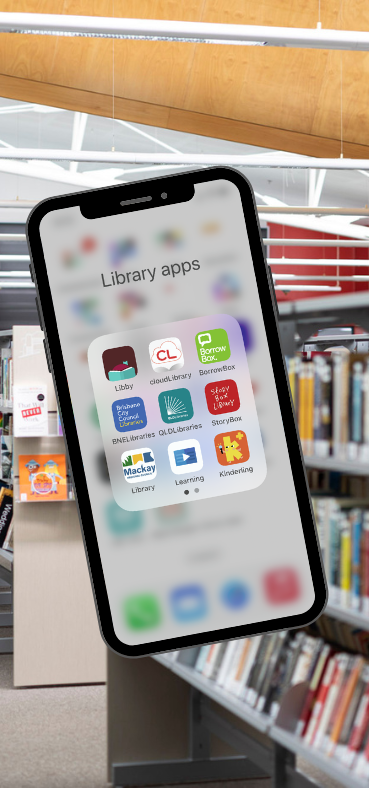 Library apps
CL
Borrow
Box.
Libby
cloudLibrary
BorrowBox
Brisbane
City
Council
Libraries
Story
Box
Library
BNELibraries
QLDLibraries
StoryBox
Mackay
Library
Learning
Kinderling